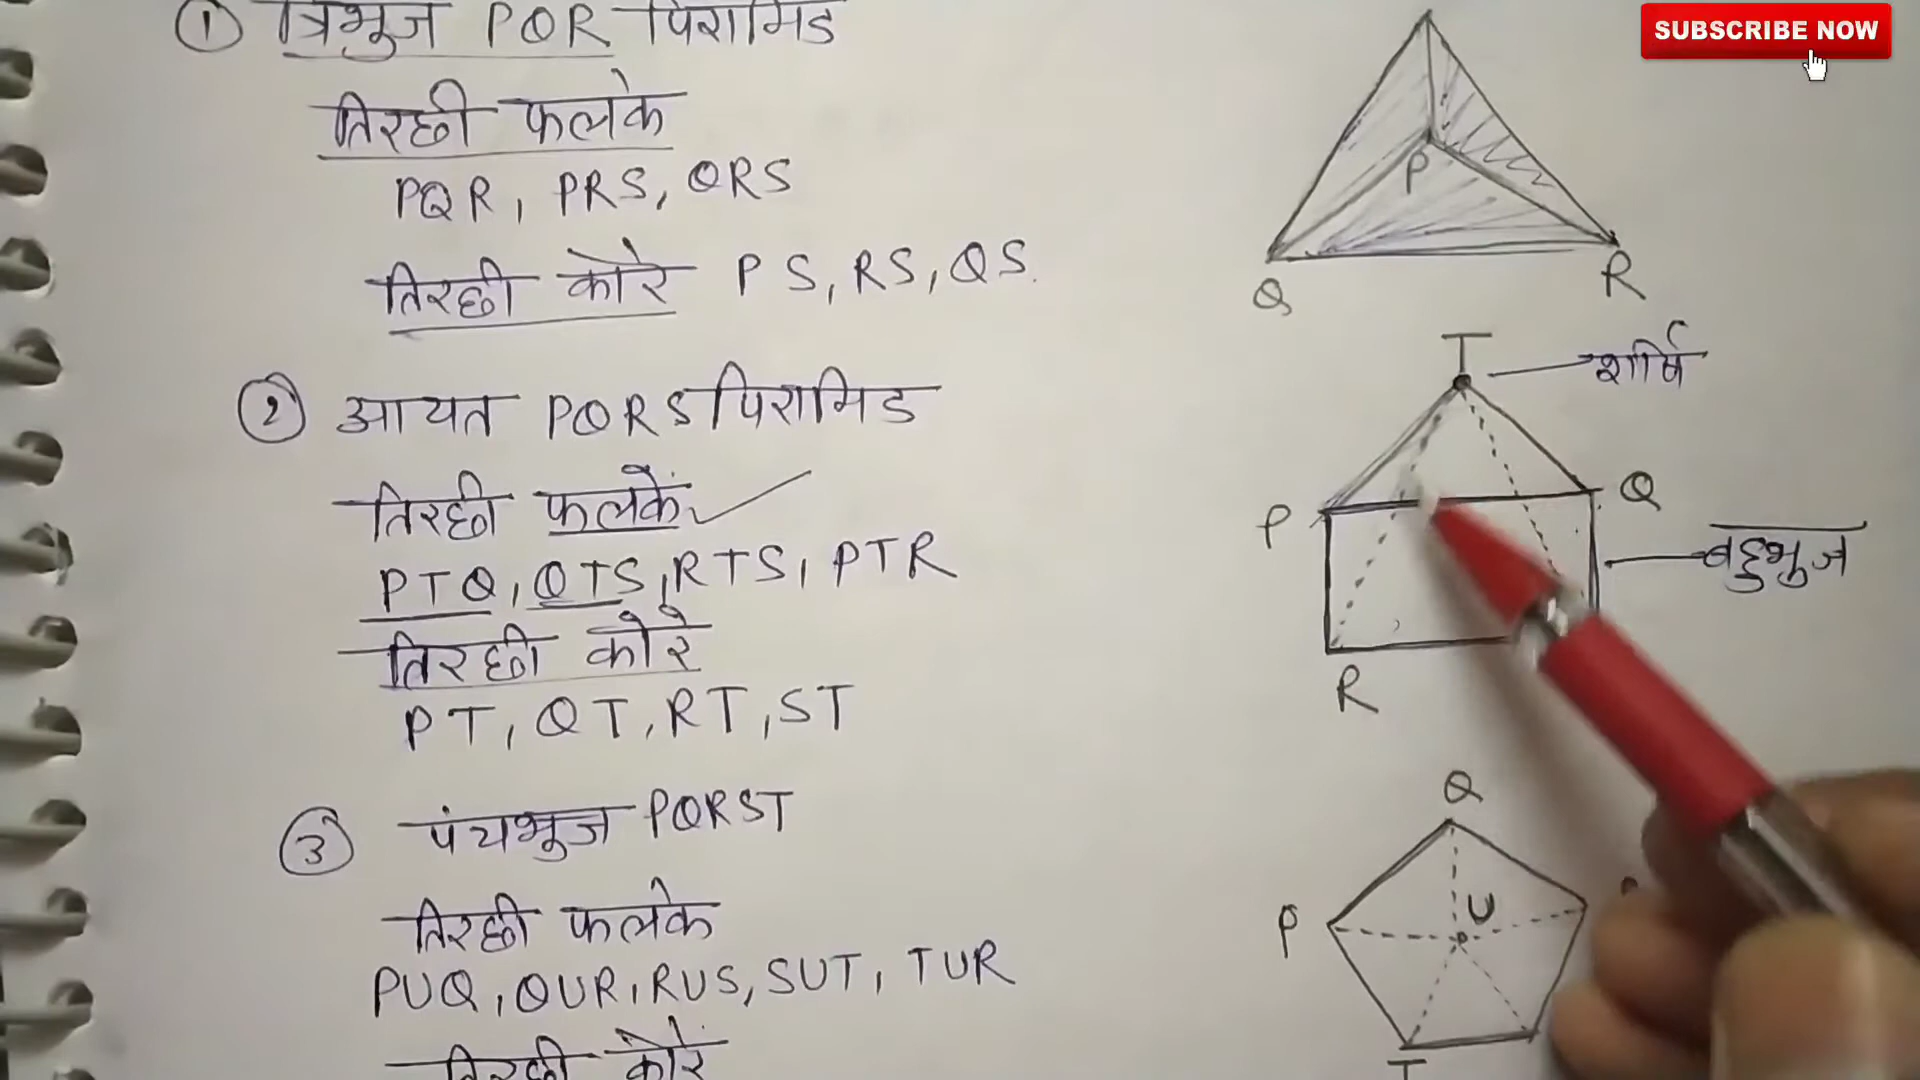 ① त्रिभुज PQR पिरामिड
तिरछी फलके
PQR, PRS, QRS
तिरछी कोरे PS, RS, QS.
② आयत PQRS पिरामिड
तिरछी फलकें
PTQ, QTS, RTS, PTR
तिरछी कोरे
PT, QT, RT, ST
③ पंचभुज PQRST
तिरछी फलके
PUQ, QUR, RUS, SUT, TUR
तिरछी कोरे
SUBSCRIBE NOW
P
Q
R
T
शीर्ष
P
Q
बहुभुज
R
Q
P
U
T